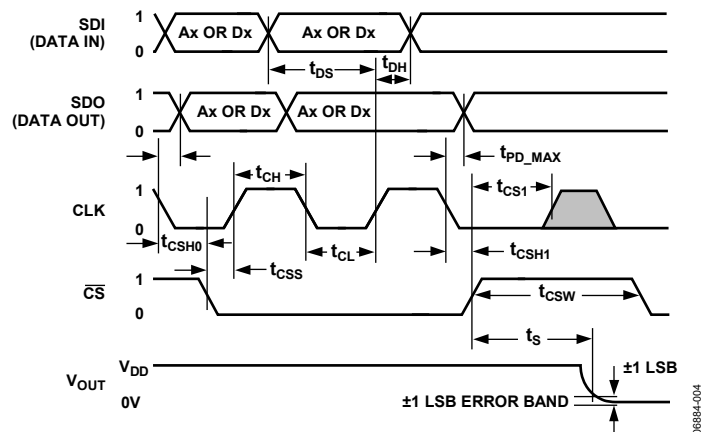 SDI
(DATA IN)
1
0
Ax OR Dx
Ax OR Dx
tDS
tDH
SDO
(DATA OUT)
1
0
Ax OR Dx
Ax OR Dx
tPD_MAX
CLK
1
0
tCH
tCS1
tCSH0
tCSS
tCL
tCSH1
CS
1
0
tCSW
tS
VOUT
VDD
0V
±1 LSB
±1 LSB ERROR BAND
06884-004